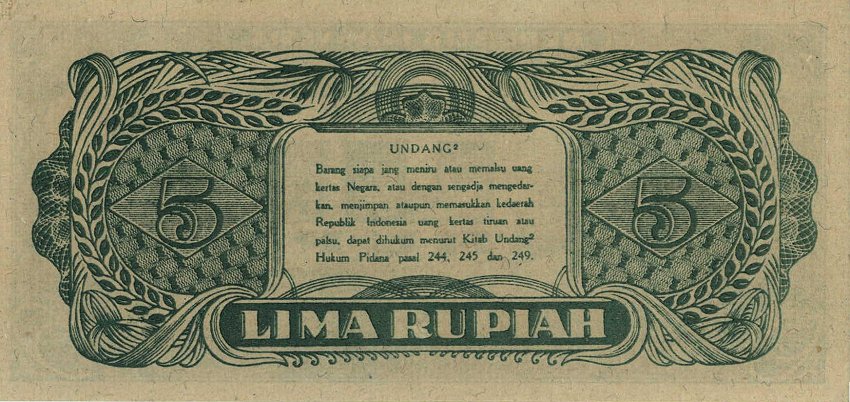 UNDANG²
Barang siapa jang meniru atau memalsu uang
kertas Negara, atau dengan sengadja mengedar-
kan, menjimpan ataupun memasukkan kedaerah
Republik Indonesia uang kertas tiruan atau
palsu, dapat dihukum menurut Kitab Undang²
Hukum Pidana pasal 244, 245 dan 249.
5
5
LIMA RUPIAH